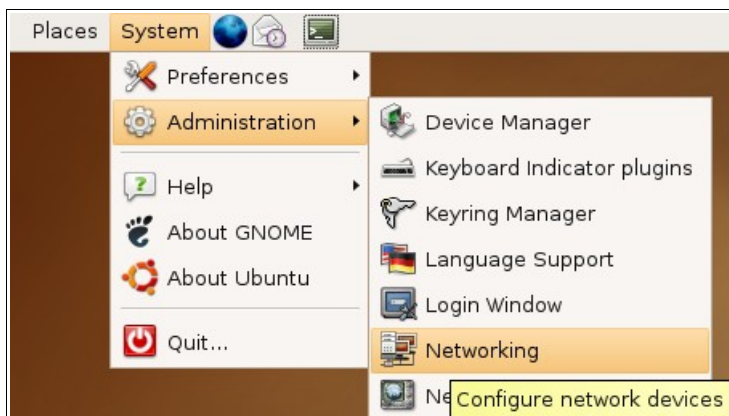 Places System
Preferences
Administration
Help
About GNOME
About Ubuntu
Quit...
Device Manager
Keyboard Indicator plugins
Keyring Manager
Language Support
Login Window
Networking
Ne
Configure network devices